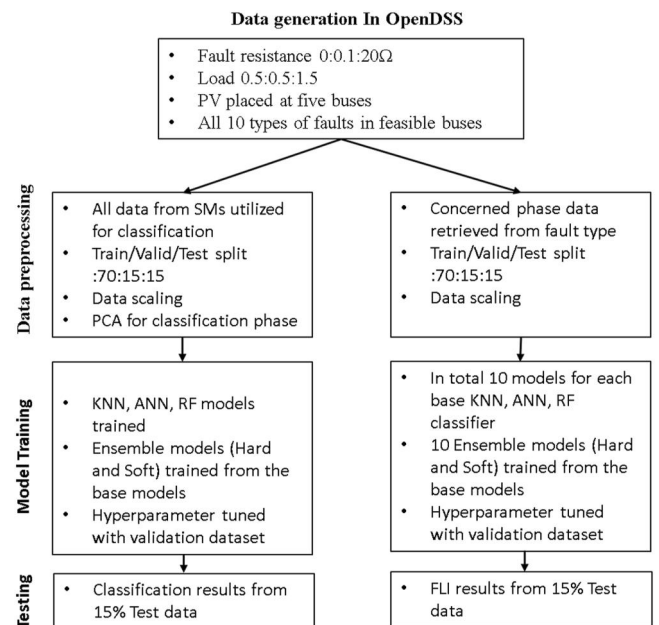 Data generation In OpenDSS
• Fault resistance 0:0.1:20Ω
• Load 0.5:0.5:1.5
• PV placed at five buses
• All 10 types of faults in feasible buses
Data preprocessing
• All data from SMs utilized
for classification
• Train/Valid/Test split
:70:15:15
• Data scaling
• PCA for classification phase
• Concerned phase data
retrieved from fault type
• Train/Valid/Test split
:70:15:15
• Data scaling
Model Training
• KNN, ANN, RF models
trained
• Ensemble models (Hard
and Soft) trained from the
base models
• Hyperparameter tuned
with validation dataset
• In total 10 models for each
base KNN, ANN, RF
classifier
• 10 Ensemble models (Hard
and Soft) trained from the
base models
• Hyperparameter tuned
with validation dataset
Testing
• Classification results from
15% Test data
• FLI results from 15% Test
data